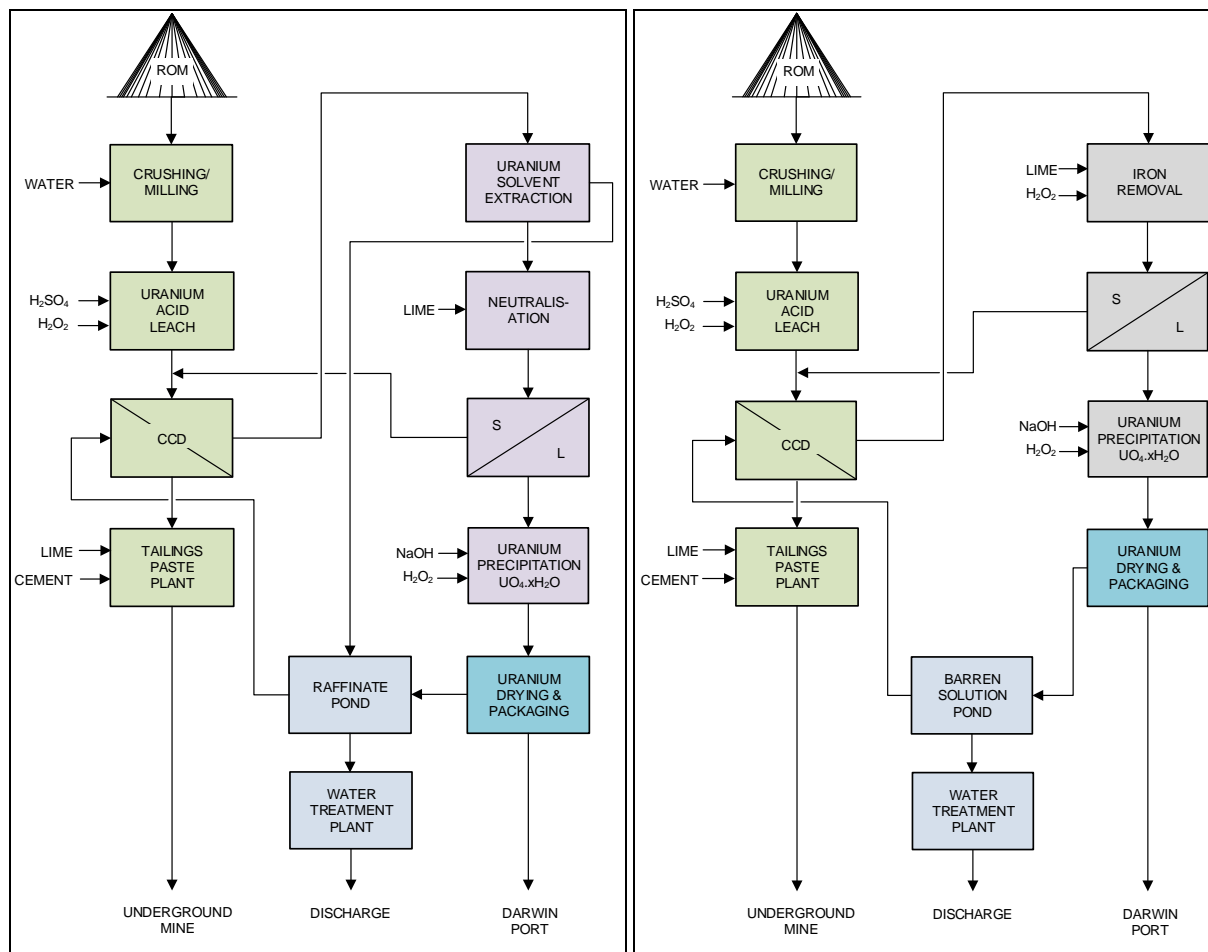 ROM
CRUSHING/
MILLING
WATER
URANIUM
SOLVENT
EXTRACTION
H₂SO₄
H₂O₂
URANIUM
ACID
LEACH
LIME
NEUTRALIS-
ATION
CCD
S
L
LIME
CEMENT
TAILINGS
PASTE
PLANT
NaOH
H₂O₂
URANIUM
PRECIPITATION
UO₄.xH₂O
RAFFINATE
POND
URANIUM
DRYING &
PACKAGING
WATER
TREATMENT
PLANT
UNDERGROUND
MINE
DISCHARGE
DARWIN
PORT
ROM
WATER
CRUSHING/
MILLING
LIME
H₂O₂
IRON
REMOVAL
H₂SO₄
H₂O₂
URANIUM
ACID
LEACH
S
L
CCD
NaOH
H₂O₂
URANIUM
PRECIPITATION
UO₄.xH₂O
LIME
CEMENT
TAILINGS
PASTE
PLANT
URANIUM
DRYING &
PACKAGING
BARREN
SOLUTION
POND
WATER
TREATMENT
PLANT
UNDERGROUND
MINE
DISCHARGE
DARWIN
PORT